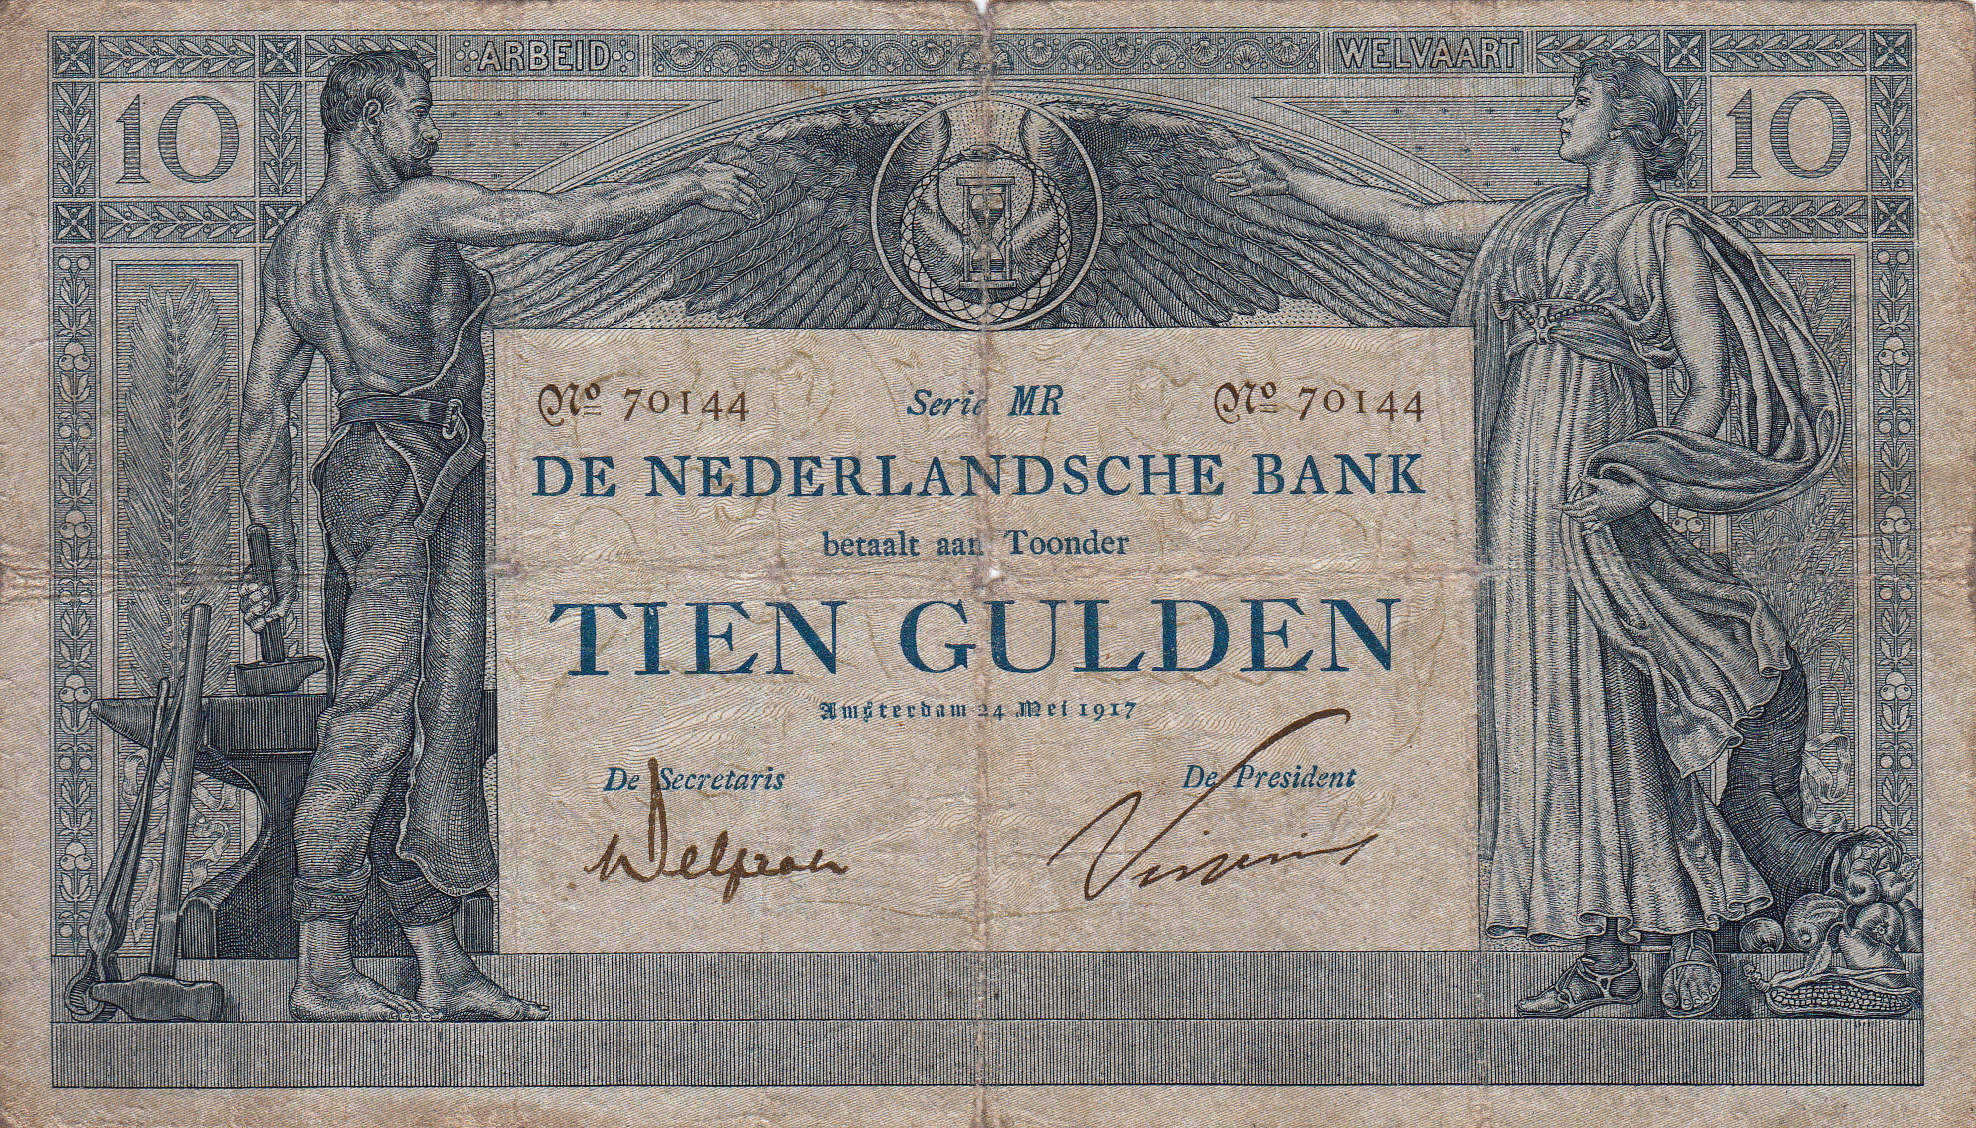 ARBEID WELVAART
10 10
Nº 70144 Serie MR Nº 70144
DE NEDERLANDSCHE BANK
betaalt aan Toonder
TIEN GULDEN
Amsterdam 24 Mei 1917
De Secretaris De President